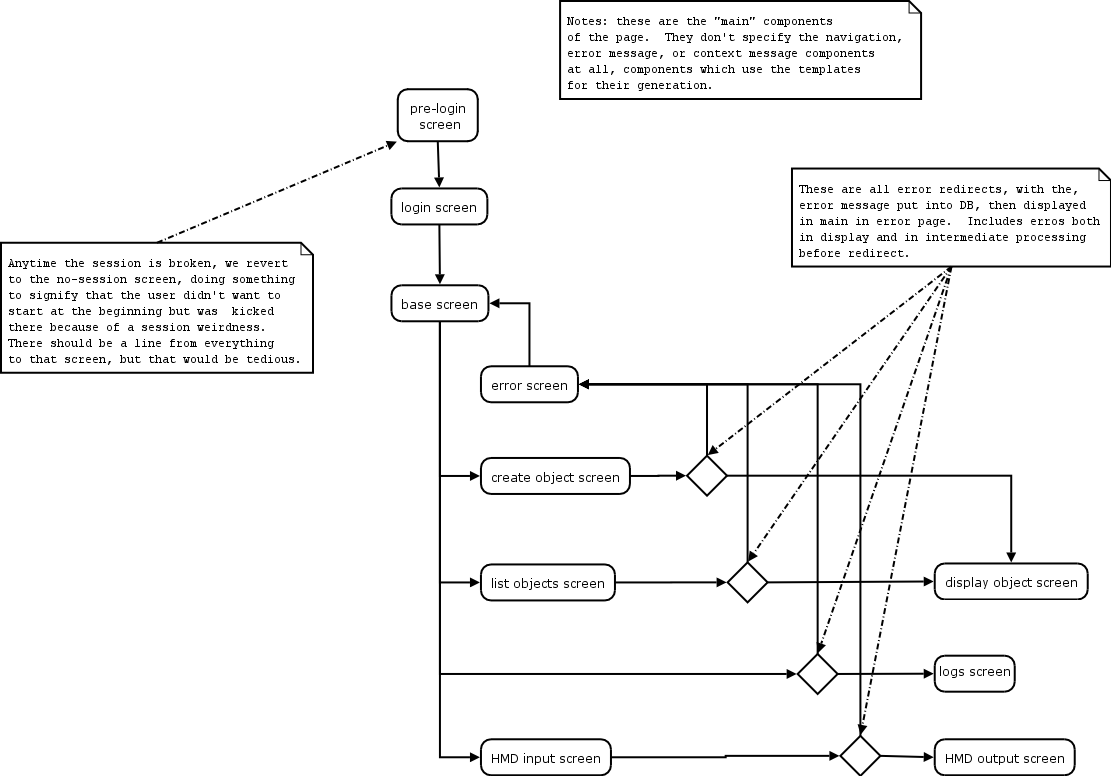 Notes: these are the "main" components
of the page.  They don't specify the navigation,
error message, or context message components
at all, components which use the templates
for their generation.
pre-login
screen
These are all error redirects, with the,
error message put into DB, then displayed
in main in error page.  Includes erros both
in display and in intermediate processing
before redirect.
login screen
Anytime the session is broken, we revert
to the no-session screen, doing something
to signify that the user didn't want to
start at the beginning but was  kicked
there because of a session weirdness.
There should be a line from everything
to that screen, but that would be tedious.
base screen
error screen
create object screen
list objects screen
display object screen
logs screen
HMD input screen
HMD output screen